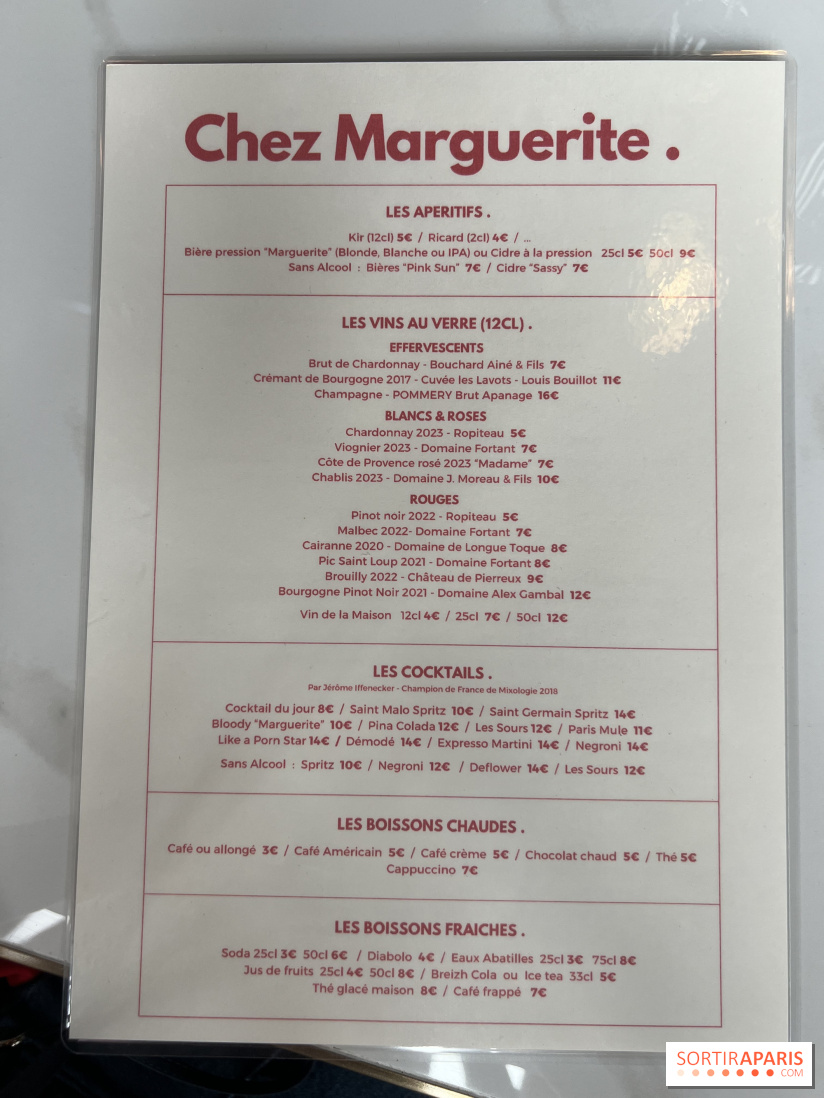 Chez Marguerite .
LES APERITIFS .
Kir (12cl) 5€ / Ricard (2cl) 4€ / ...
Bière pression "Marguerite" (Blonde, Blanche ou IPA) ou Cidre à la pression 25cl 5€ 50cl 9€
Sans Alcool : Bières "Pink Sun" 7€ / Cidre "Sassy" 7€
LES VINS AU VERRE (12CL) .
EFFERVESCENTS
Brut de Chardonnay - Bouchard Ainé & Fils 7€
Crémant de Bourgogne 2017 - Cuvée les Lavots - Louis Bouillot 11€
Champagne - POMMERY Brut Apanage 16€
BLANCS & ROSES
Chardonnay 2023 - Ropiteau 5€
Viognier 2023 - Domaine Fortant 7€
Côte de Provence rosé 2023 "Madame" 7€
Chablis 2023 - Domaine J. Moreau & Fils 10€
ROUGES
Pinot noir 2022 - Ropiteau 5€
Malbec 2022- Domaine Fortant 7€
Cairanne 2020 - Domaine de Longue Toque 8€
Pic Saint Loup 2021 - Domaine Fortant 8€
Brouilly 2022 - Château de Pierreux 9€
Bourgogne Pinot Noir 2021 - Domaine Alex Gambal 12€
Vin de la Maison 12cl 4€ / 25cl 7€ / 50cl 12€
LES COCKTAILS .
Par Jérôme Iffenecker - Champion de France de Mixologie 2018
Cocktail du jour 8€ / Saint Malo Spritz 10€ / Saint Germain Spritz 14€
Bloody "Marguerite" 10€ / Pina Colada 12€ / Les Sours 12€ / Paris Mule 11€
Like a Porn Star 14€ / Démodé 14€ / Expresso Martini 14€ / Negroni 14€
Sans Alcool : Spritz 10€ / Negroni 12€ / Deflower 14€ / Les Sours 12€
LES BOISSONS CHAUDES .
Café ou allongé 3€ / Café Américain 5€ / Café crème 5€ / Chocolat chaud 5€ / Thé 5€
Cappuccino 7€
LES BOISSONS FRAICHES .
Soda 25cl 3€ 50cl 6€ / Diabolo 4€ / Eaux Abatilles 25cl 3€ 75cl 8€
Jus de fruits 25cl 4€ 50cl 8€ / Breizh Cola ou Ice tea 33cl 5€
Thé glacé maison 8€ / Café frappé 7€
SORTIRAPARIS
.COM